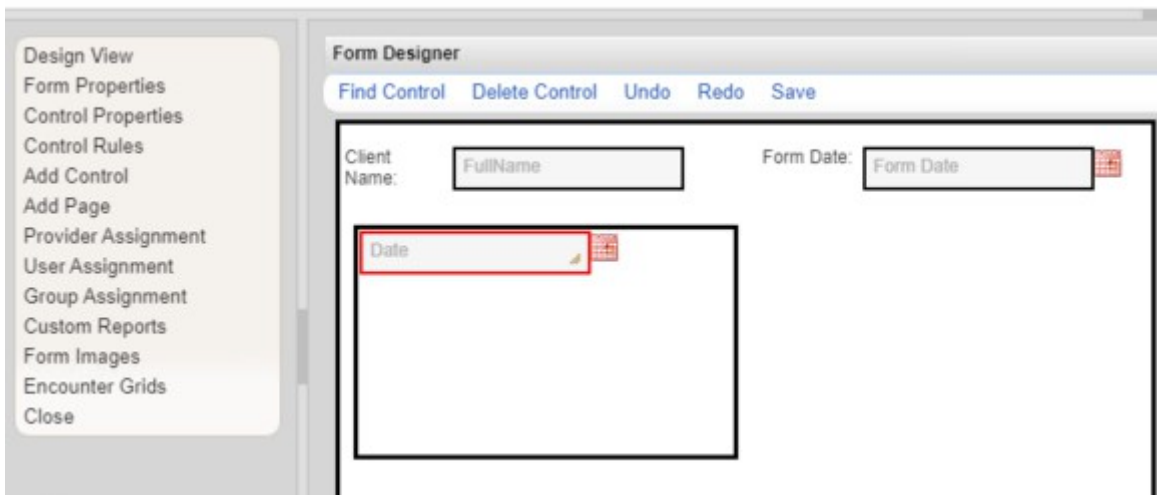 Design View
Form Properties
Control Properties
Control Rules
Add Control
Add Page
Provider Assignment
User Assignment
Group Assignment
Custom Reports
Form Images
Encounter Grids
Close
Form Designer
Find Control Delete Control Undo Redo Save
Client
Name:
FullName
Form Date:
Form Date
Date